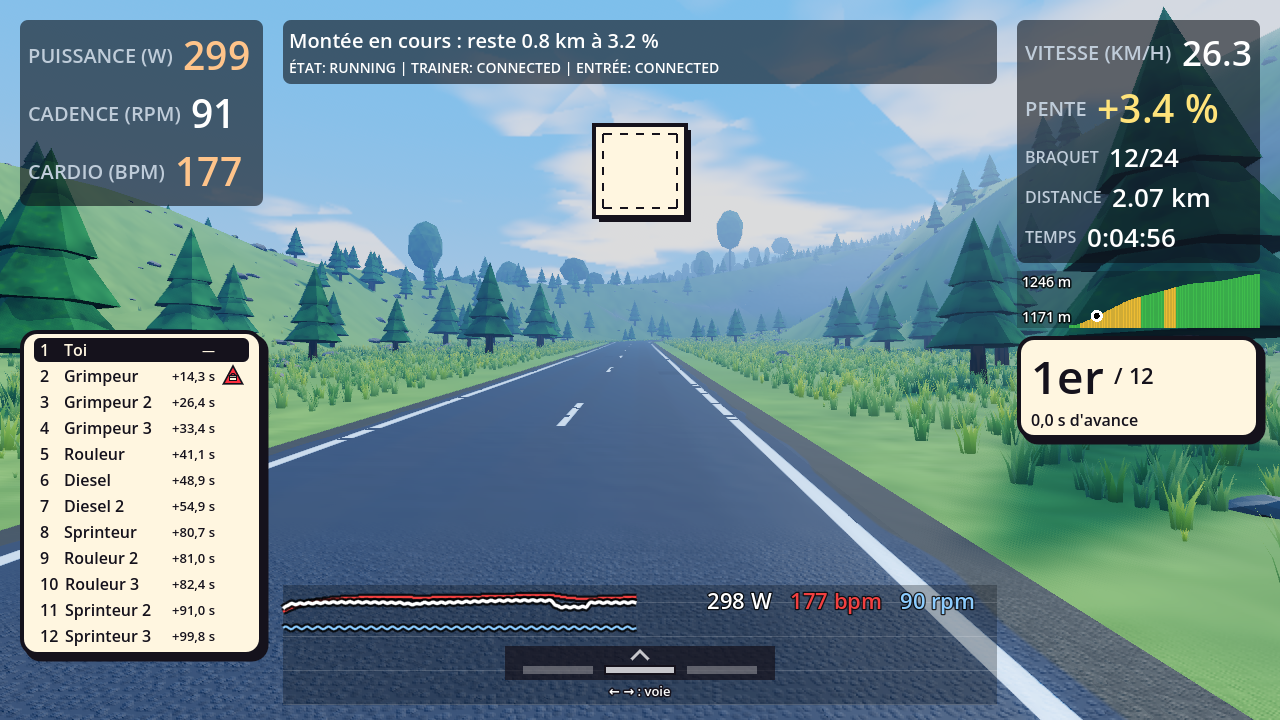 PUISSANCE (W) 299
CADENCE (RPM) 91
CARDIO (BPM) 177
Montée en cours : reste 0.8 km à 3.2 %
ÉTAT: RUNNING | TRAINER: CONNECTED | ENTRÉE: CONNECTED
VITESSE (KM/H) 26.3
PENTE +3.4 %
BRAQUET 12/24
DISTANCE 2.07 km
TEMPS 0:04:56
1246 m
1171 m
1er / 12
0,0 s d'avance
1 Toi —
2 Grimpeur +14,3 s
3 Grimpeur 2 +26,4 s
4 Grimpeur 3 +33,4 s
5 Rouleur +41,1 s
6 Diesel +48,9 s
7 Diesel 2 +54,9 s
8 Sprinteur +80,7 s
9 Rouleur 2 +81,0 s
10 Rouleur 3 +82,4 s
11 Sprinteur 2 +91,0 s
12 Sprinteur 3 +99,8 s
298 W 177 bpm 90 rpm
← → : voie